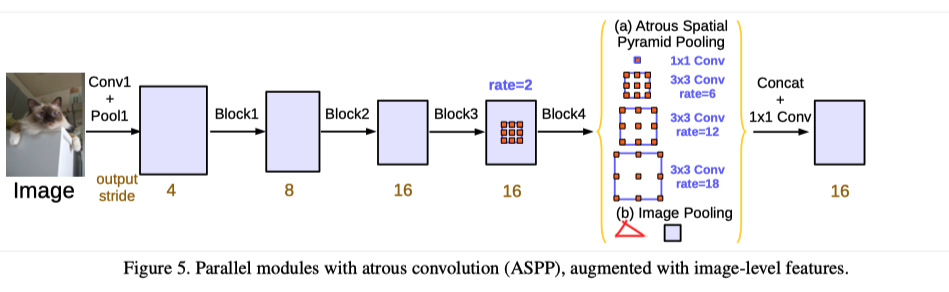 (a) Atrous Spatial
Pyramid Pooling
1x1 Conv
3x3 Conv
rate=6
3x3 Conv
rate=12
3x3 Conv
rate=18
(b) Image Pooling
Conv1
+
Pool1
Block1
Block2
Block3
rate=2
Block4
Concat
+
1x1 Conv
Image
output
stride
4
8
16
16
16
Figure 5. Parallel modules with atrous convolution (ASPP), augmented with image-level features.